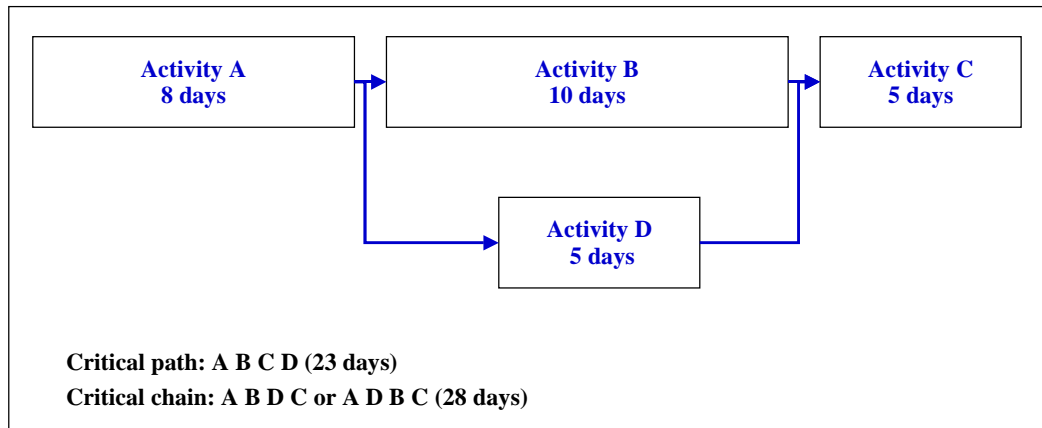 Activity A
8 days
Activity B
10 days
Activity C
5 days
Activity D
5 days
Critical path: A B C D (23 days)
Critical chain: A B D C or A D B C (28 days)